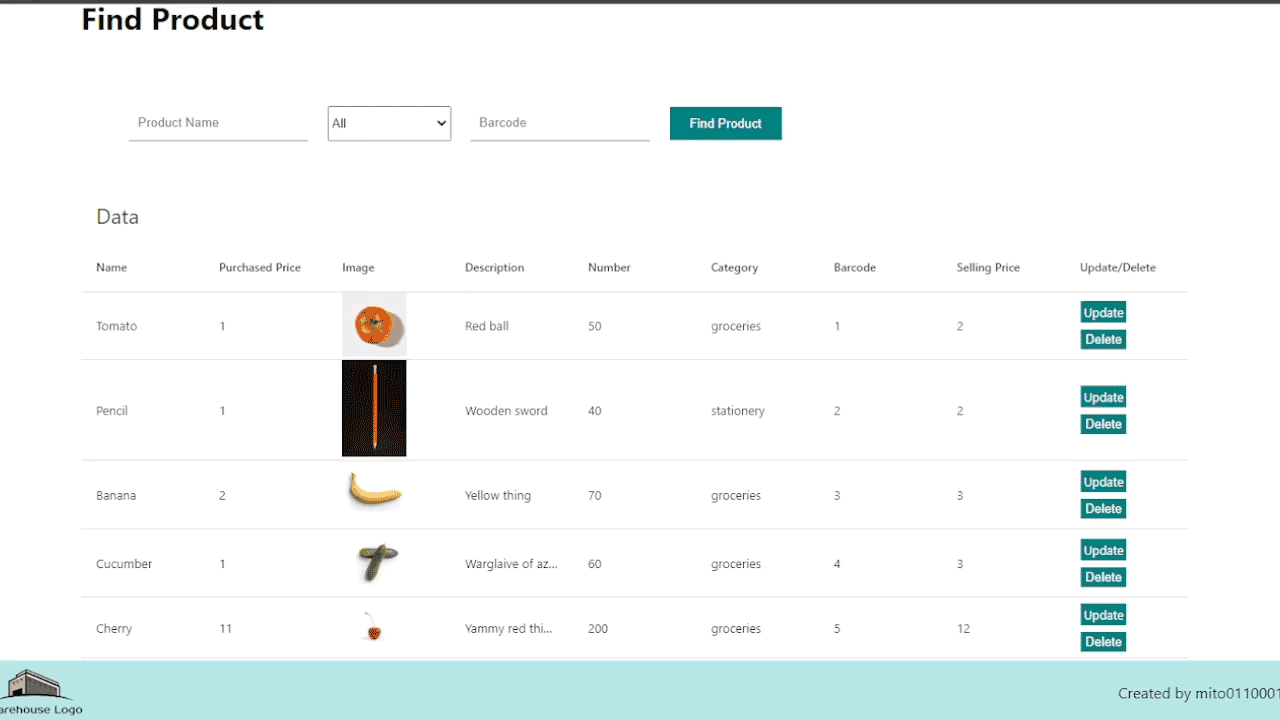 Find Product
Product Name All Barcode Find Product
Data
Name Purchased Price Image Description Number Category Barcode Selling Price Update/Delete
Tomato 1 Red ball 50 groceries 1 2 Update
Delete
Pencil 1 Wooden sword 40 stationery 2 2 Update
Delete
Banana 2 Yellow thing 70 groceries 3 3 Update
Delete
Cucumber 1 Warglaive of az... 60 groceries 4 3 Update
Delete
Cherry 11 Yammy red thi... 200 groceries 5 12 Update
Delete
arehouse Logo
Created by mito0110001